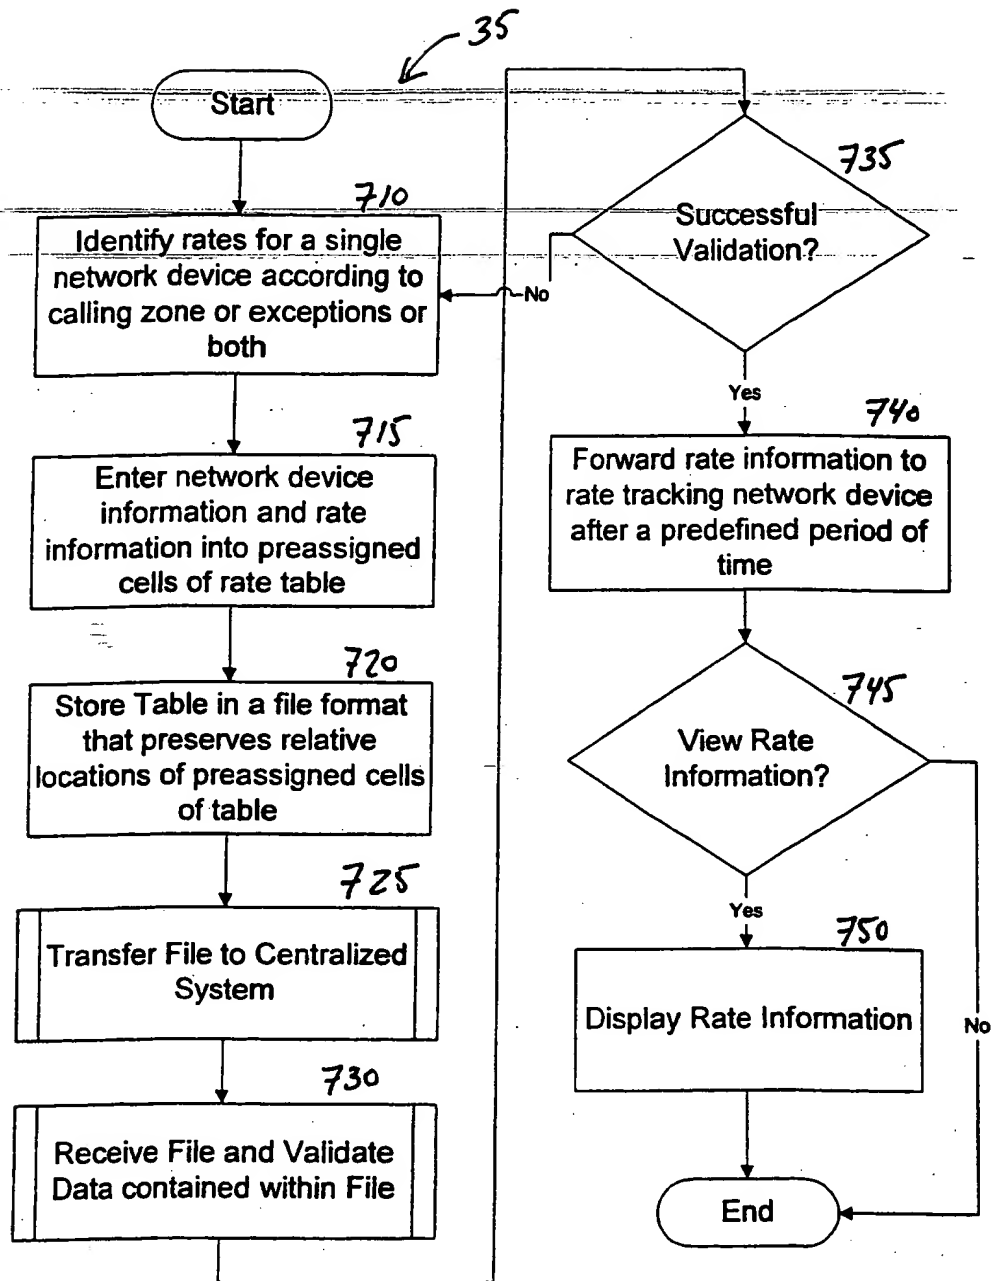 35
Start
710
Identify rates for a single
network device according to
calling zone or exceptions or
both
715
Enter network device
information and rate
information into preassigned
cells of rate table
720
Store Table in a file format
that preserves relative
locations of preassigned cells
of table
725
Transfer File to Centralized
System
730
Receive File and Validate
Data contained within File
735
Successful
Validation?
No
Yes
740
Forward rate information to
rate tracking network device
after a predefined period of
time
745
View Rate
Information?
Yes
No
750
Display Rate Information
End